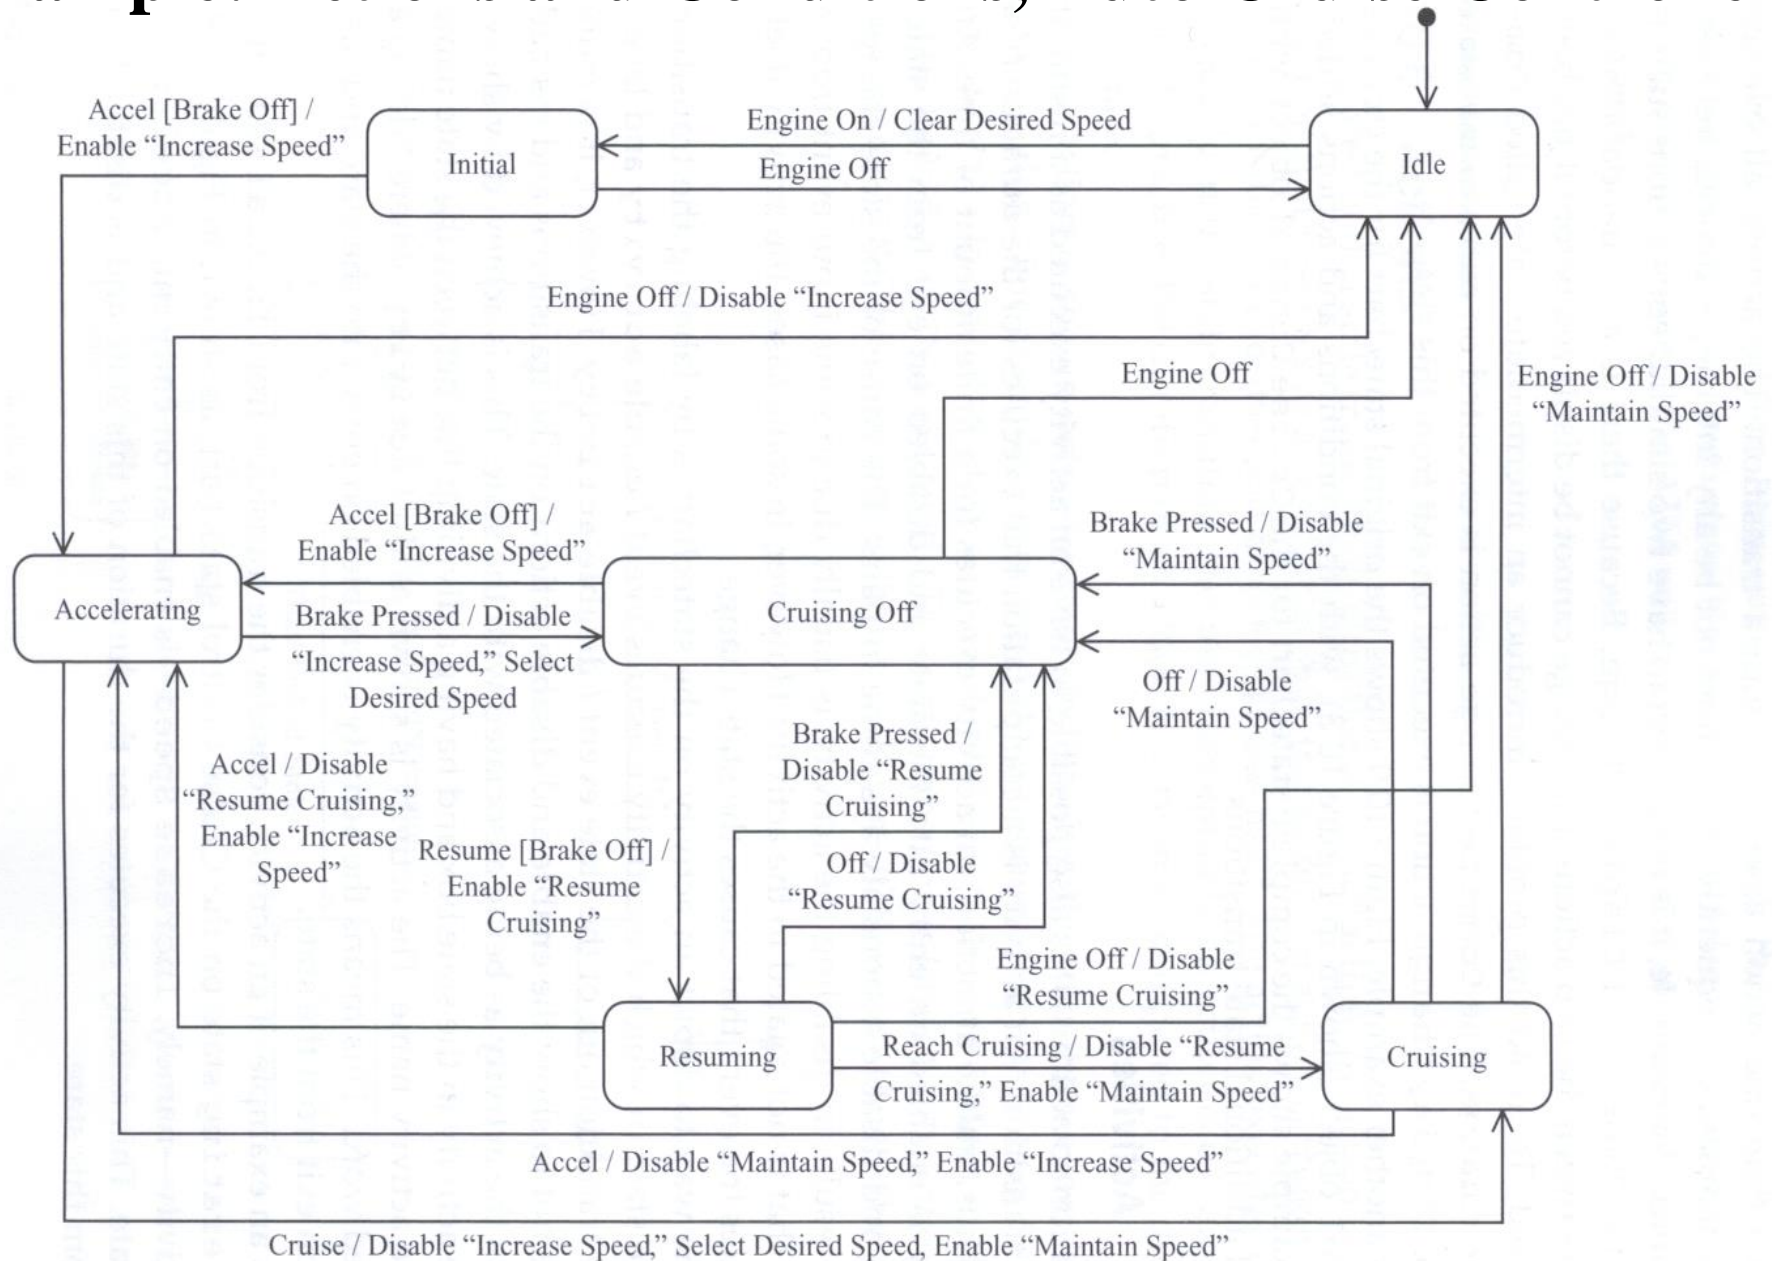 Accel [Brake Off] /
Enable “Increase Speed”
Initial
Engine On / Clear Desired Speed
Engine Off
Idle
Engine Off / Disable “Increase Speed”
Engine Off
Engine Off / Disable
“Maintain Speed”
Accel [Brake Off] /
Enable “Increase Speed”
Brake Pressed / Disable
“Maintain Speed”
Accelerating
Brake Pressed / Disable
“Increase Speed,” Select
Desired Speed
Cruising Off
Off / Disable
“Maintain Speed”
Accel / Disable
“Resume Cruising,”
Enable “Increase
Speed”
Resume [Brake Off] /
Enable “Resume
Cruising”
Brake Pressed /
Disable “Resume
Cruising”
Off / Disable
“Resume Cruising”
Engine Off / Disable
“Resume Cruising”
Resuming
Reach Cruising / Disable “Resume
Cruising,” Enable “Maintain Speed”
Cruising
Accel / Disable “Maintain Speed,” Enable “Increase Speed”
Cruise / Disable “Increase Speed,” Select Desired Speed, Enable “Maintain Speed”